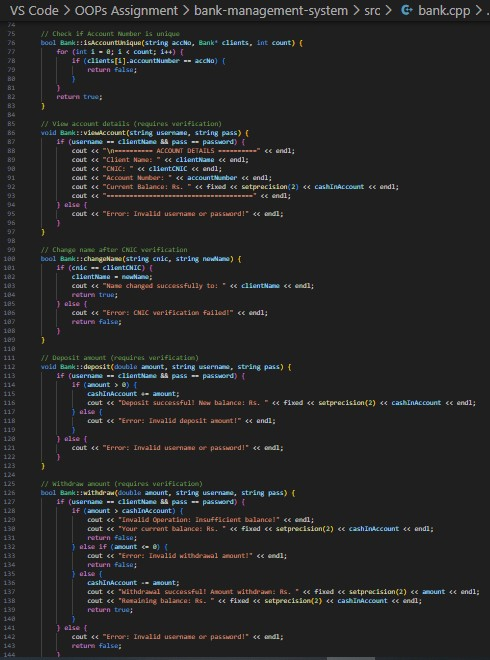 VS Code > OOPs Assignment > bank-management-system > src > bank.cpp > ...
74
75 // Check if Account Number is unique
76 bool Bank::isAccountUnique(string accNo, Bank* clients, int count) {
77 for (int i = 0; i < count; i++) {
78 if (clients[i].accountNumber == accNo) {
79 return false;
80 }
81 }
82 return true;
83 }
84
85 // View account details (requires verification)
86 void Bank::viewAccount(string username, string pass) {
87 if (username == clientName && pass == password) {
88 cout << "\n========== ACCOUNT DETAILS ==========" << endl;
89 cout << "Client Name: " << clientName << endl;
90 cout << "CNIC: " << clientCNIC << endl;
91 cout << "Account Number: " << accountNumber << endl;
92 cout << "Current Balance: Rs. " << fixed << setprecision(2) << cashInAccount << endl;
93 cout << "=====================================" << endl;
94 } else {
95 cout << "Error: Invalid username or password!" << endl;
96 }
97 }
98
99 // Change name after CNIC verification
100 bool Bank::changeName(string cnic, string newName) {
101 if (cnic == clientCNIC) {
102 clientName = newName;
103 cout << "Name changed successfully to: " << clientName << endl;
104 return true;
105 } else {
106 cout << "Error: CNIC verification failed!" << endl;
107 return false;
108 }
109 }
110
111 // Deposit amount (requires verification)
112 void Bank::deposit(double amount, string username, string pass) {
113 if (username == clientName && pass == password) {
114 if (amount > 0) {
115 cashInAccount += amount;
116 cout << "Deposit successful! New balance: Rs. " << fixed << setprecision(2) << cashInAccount << endl;
117 } else {
118 cout << "Error: Invalid deposit amount!" << endl;
119 }
120 } else {
121 cout << "Error: Invalid username or password!" << endl;
122 }
123 }
124
125 // Withdraw amount (requires verification)
126 bool Bank::withdraw(double amount, string username, string pass) {
127 if (username == clientName && pass == password) {
128 if (amount > cashInAccount) {
129 cout << "Invalid Operation: Insufficient balance!" << endl;
130 cout << "Your current balance: Rs. " << fixed << setprecision(2) << cashInAccount << endl;
131 return false;
132 } else if (amount <= 0) {
133 cout << "Error: Invalid withdrawal amount!" << endl;
134 return false;
135 } else {
136 cashInAccount -= amount;
137 cout << "Withdrawal successful! Amount withdrawn: Rs. " << fixed << setprecision(2) << amount << endl;
138 cout << "Remaining balance: Rs. " << fixed << setprecision(2) << cashInAccount << endl;
139 return true;
140 }
141 } else {
142 cout << "Error: Invalid username or password!" << endl;
143 return false;
144 }